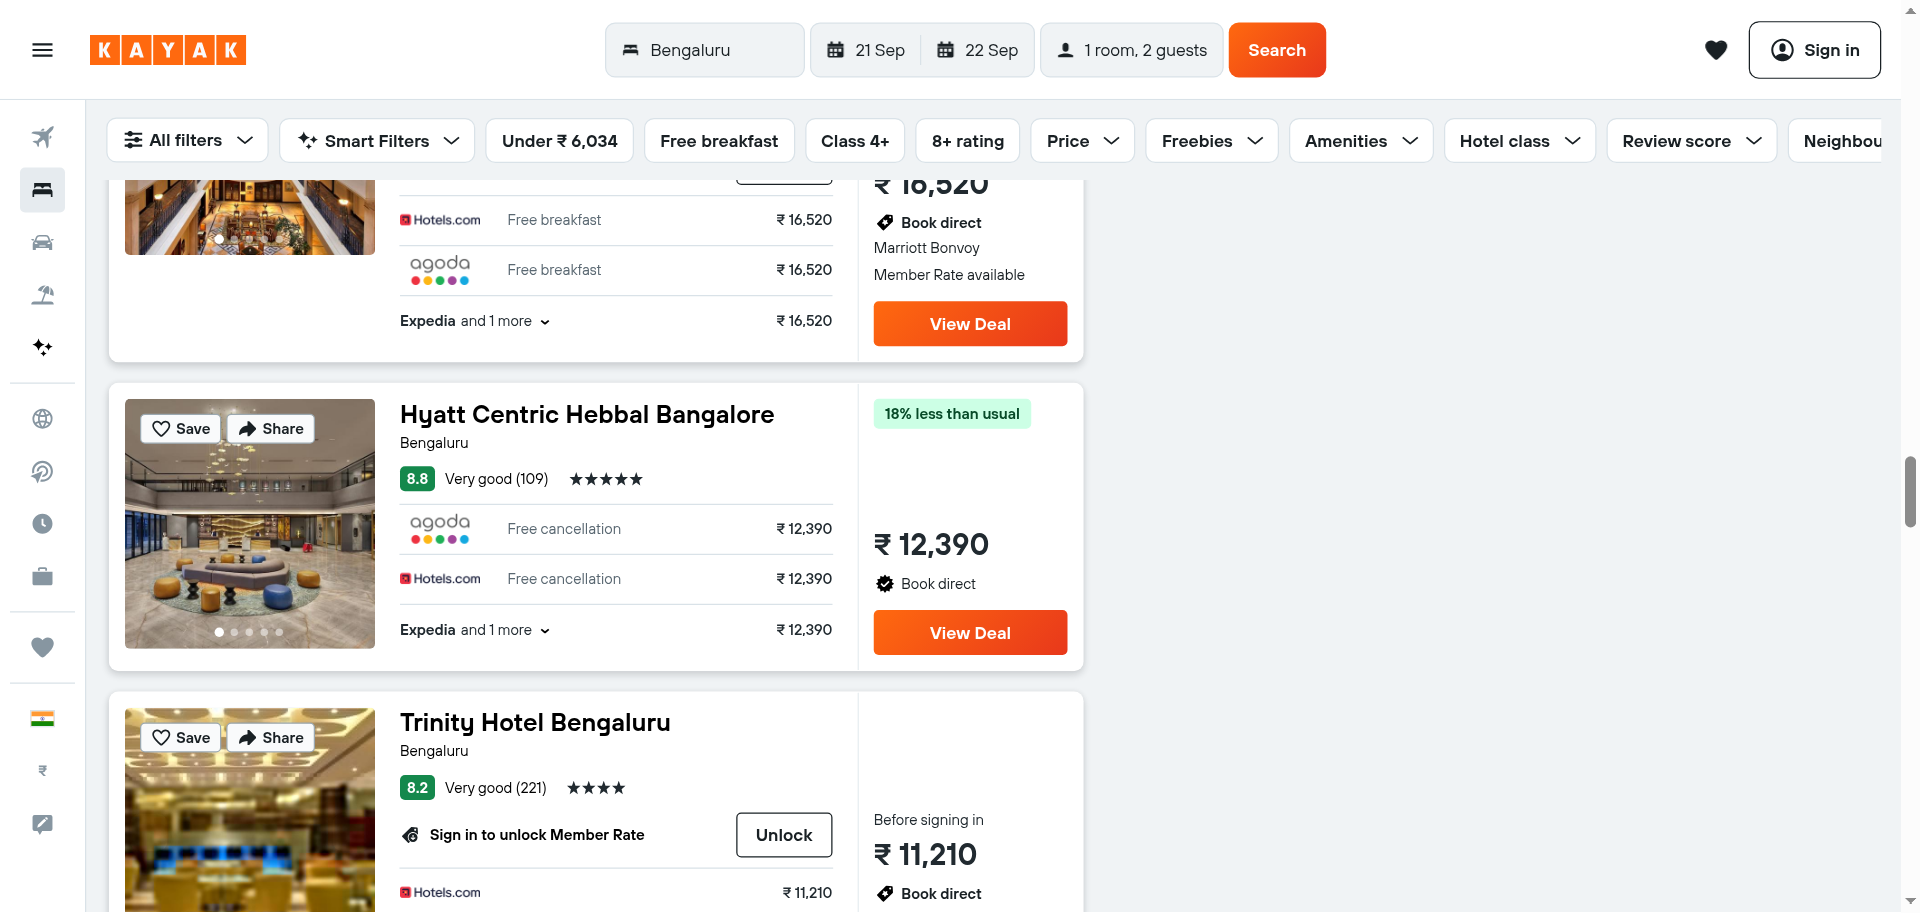 KAYAK
Bengaluru
21 Sep
22 Sep
1 room, 2 guests
Search
Sign in
All filters
Smart Filters
Under ₹ 6,034
Free breakfast
Class 4+
8+ rating
Price
Freebies
Amenities
Hotel class
Review score
Neighbou
Hotels.com Free breakfast ₹ 16,520
agoda Free breakfast ₹ 16,520
Expedia and 1 more ₹ 16,520
₹ 16,520
Book direct
Marriott Bonvoy
Member Rate available
View Deal
Save
Share
Hyatt Centric Hebbal Bangalore
Bengaluru
8.8 Very good (109) ★★★★★
agoda Free cancellation ₹ 12,390
Hotels.com Free cancellation ₹ 12,390
Expedia and 1 more ₹ 12,390
18% less than usual
₹ 12,390
Book direct
View Deal
Save
Share
Trinity Hotel Bengaluru
Bengaluru
8.2 Very good (221) ★★★★
Sign in to unlock Member Rate
Unlock
Hotels.com ₹ 11,210
Before signing in
₹ 11,210
Book direct
₹